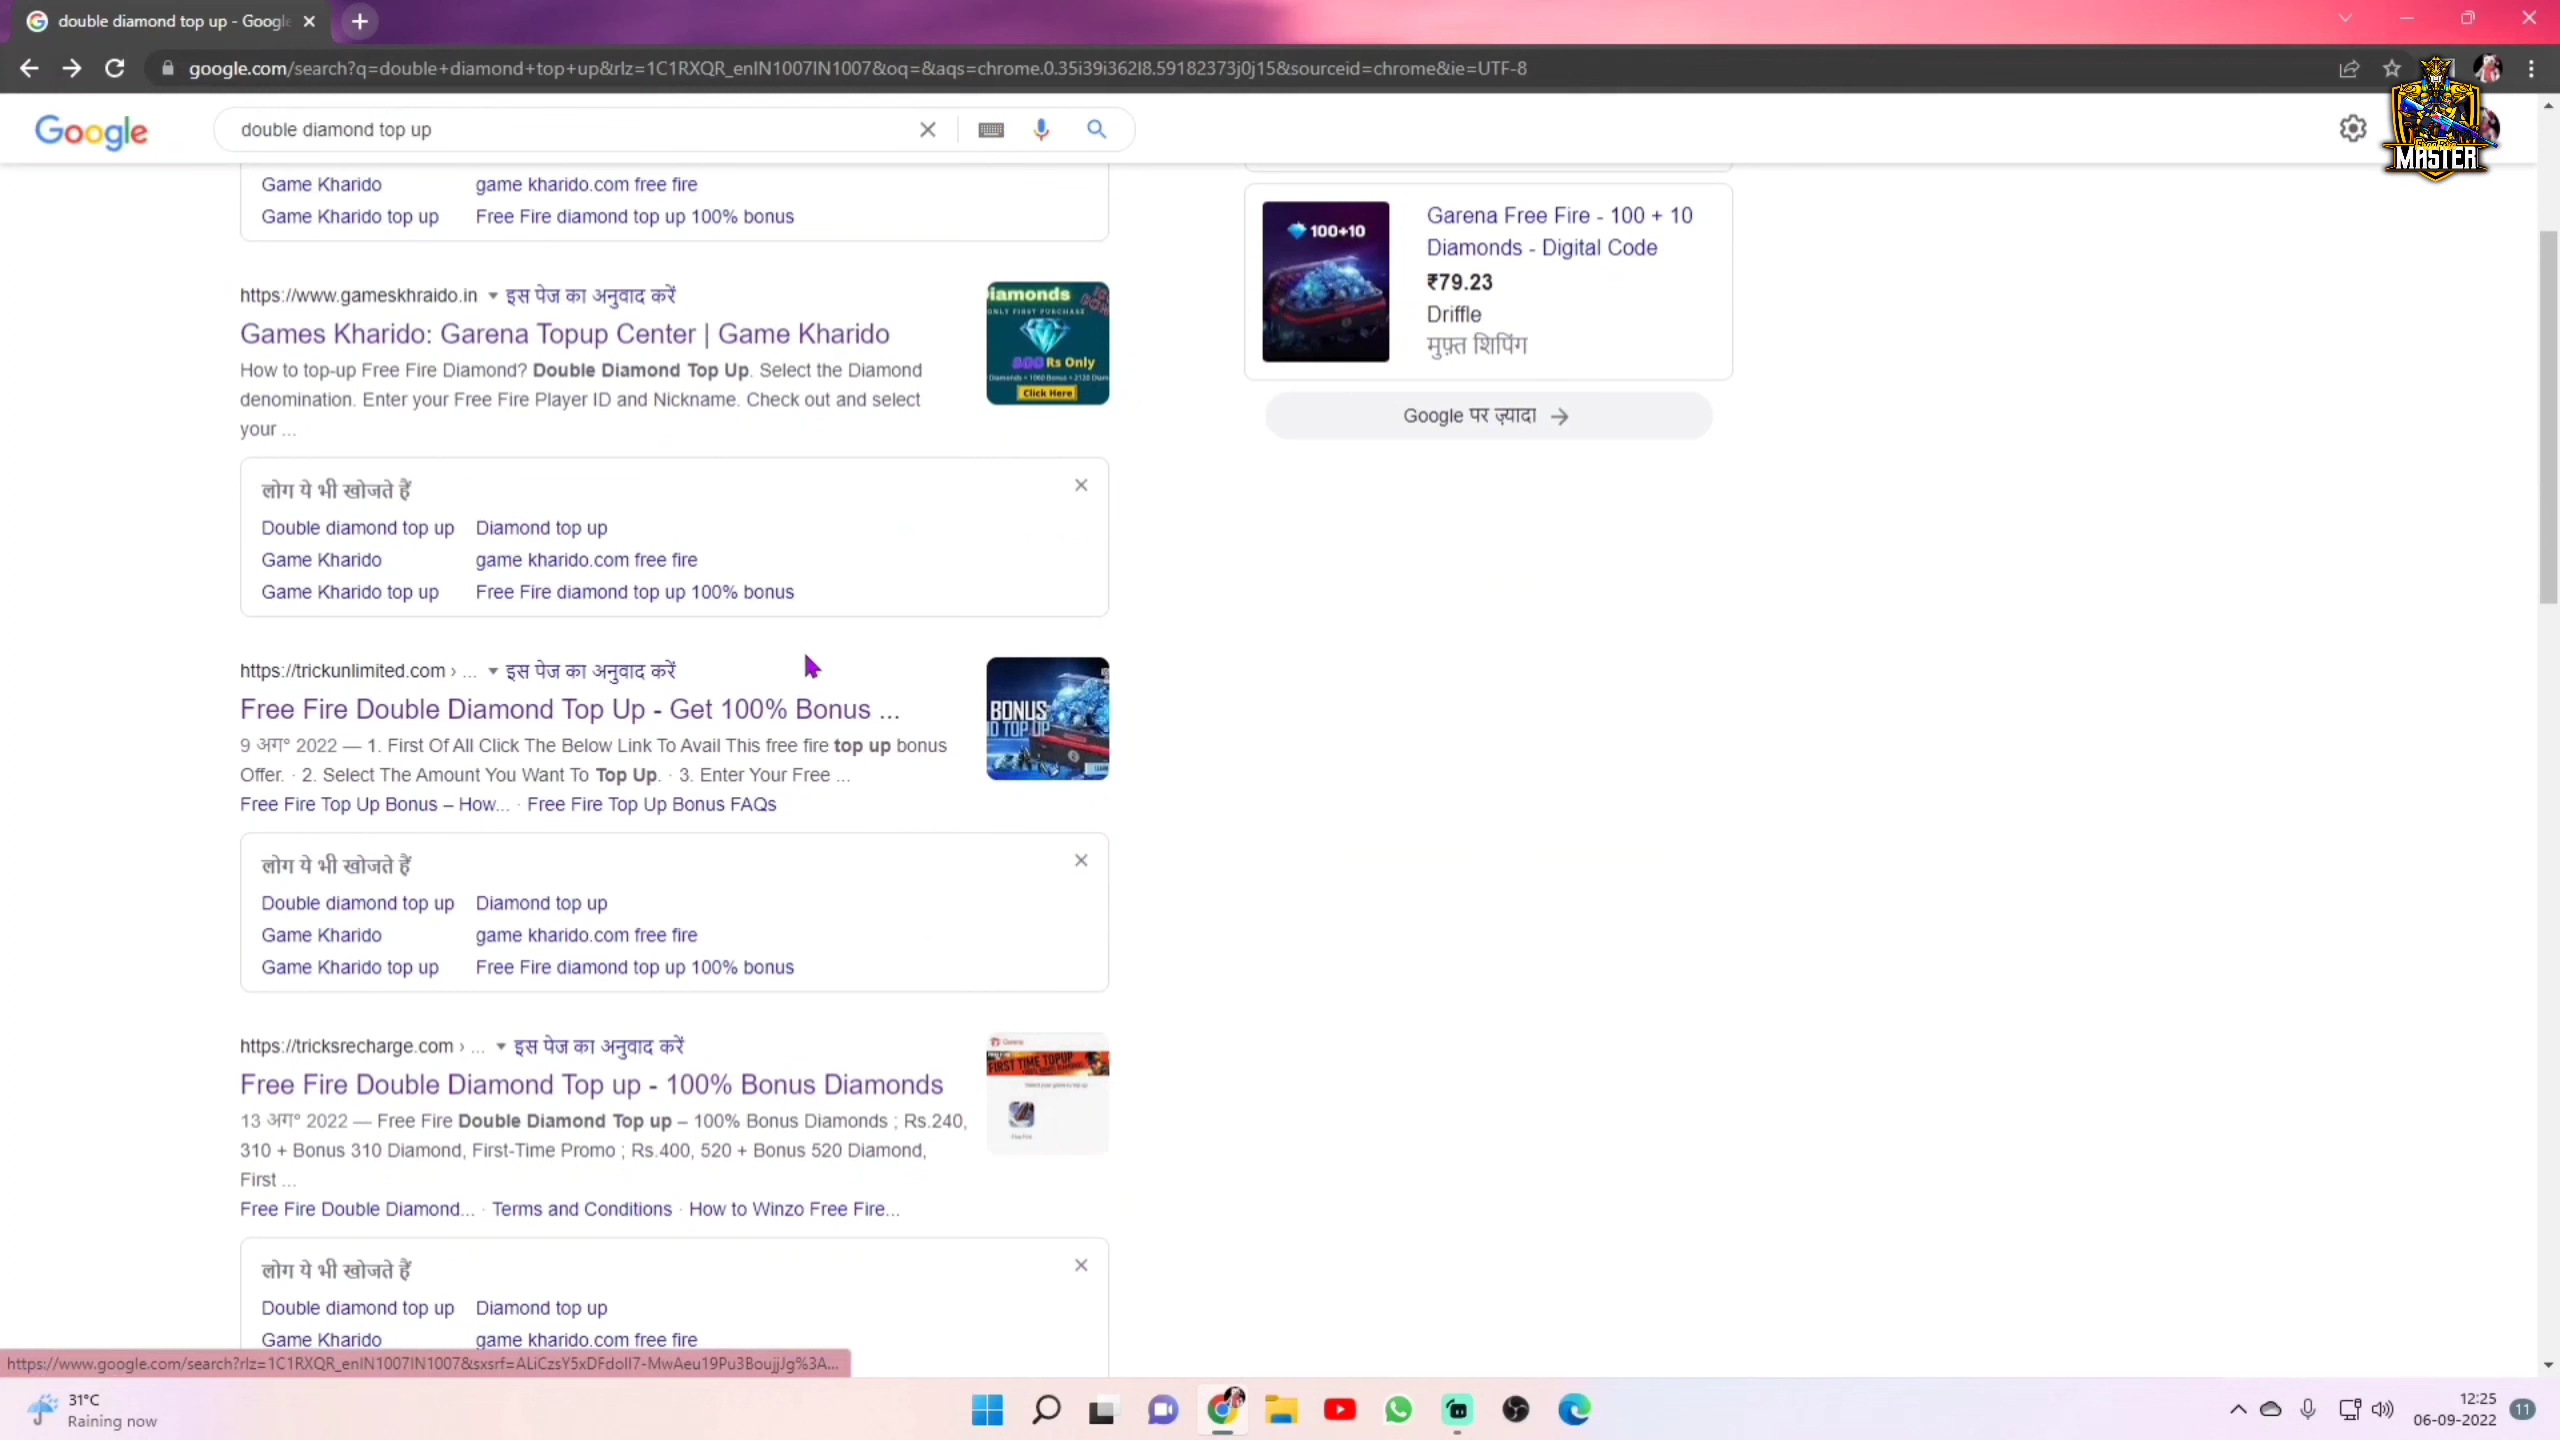 double diamond top up - Google
google.com/search?q=double+diamond+top+up&rlz=1C1RXQR_enIN1007IN1007&oq=&aqs=chrome.0.35i39i362l8.59182373j0j15&sourceid=chrome&ie=UTF-8
Google
double diamond top up
MASTER
Game Kharido game kharido.com free fire
Game Kharido top up Free Fire diamond top up 100% bonus
100+10
Garena Free Fire - 100 + 10
Diamonds - Digital Code
₹79.23
Driffle
मुफ़्त शिपिंग
Google पर ज़्यादा →
https://www.gameskhraido.in इस पेज का अनुवाद करें
Games Kharido: Garena Topup Center | Game Kharido
How to top-up Free Fire Diamond? Double Diamond Top Up. Select the Diamond
denomination. Enter your Free Fire Player ID and Nickname. Check out and select
your ...
iamonds
ONLY FIRST PURCHASE
Rs Only
Click Here
लोग ये भी खोजते हैं
Double diamond top up Diamond top up
Game Kharido game kharido.com free fire
Game Kharido top up Free Fire diamond top up 100% bonus
https://trickunlimited.com › ... इस पेज का अनुवाद करें
Free Fire Double Diamond Top Up - Get 100% Bonus ...
9 अग॰ 2022 — 1. First Of All Click The Below Link To Avail This free fire top up bonus
Offer. · 2. Select The Amount You Want To Top Up. · 3. Enter Your Free ...
Free Fire Top Up Bonus – How... · Free Fire Top Up Bonus FAQs
BONUS
D TOP UP
लोग ये भी खोजते हैं
Double diamond top up Diamond top up
Game Kharido game kharido.com free fire
Game Kharido top up Free Fire diamond top up 100% bonus
https://tricksrecharge.com › ... इस पेज का अनुवाद करें
Free Fire Double Diamond Top up - 100% Bonus Diamonds
13 अग॰ 2022 — Free Fire Double Diamond Top up – 100% Bonus Diamonds ; Rs.240,
310 + Bonus 310 Diamond, First-Time Promo ; Rs.400, 520 + Bonus 520 Diamond,
First ...
Free Fire Double Diamond... · Terms and Conditions · How to Winzo Free Fire...
Garena
FIRST TIME TOPUP
लोग ये भी खोजते हैं
Double diamond top up Diamond top up
Game Kharido game kharido.com free fire
31°C
Raining now
12:25
06-09-2022
11